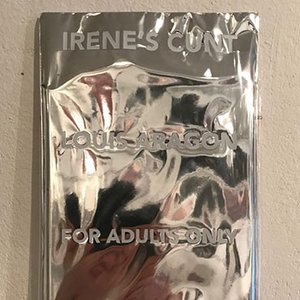 IRENE'S CUNT
LOUIS ARAGON
FOR ADULTS ONLY